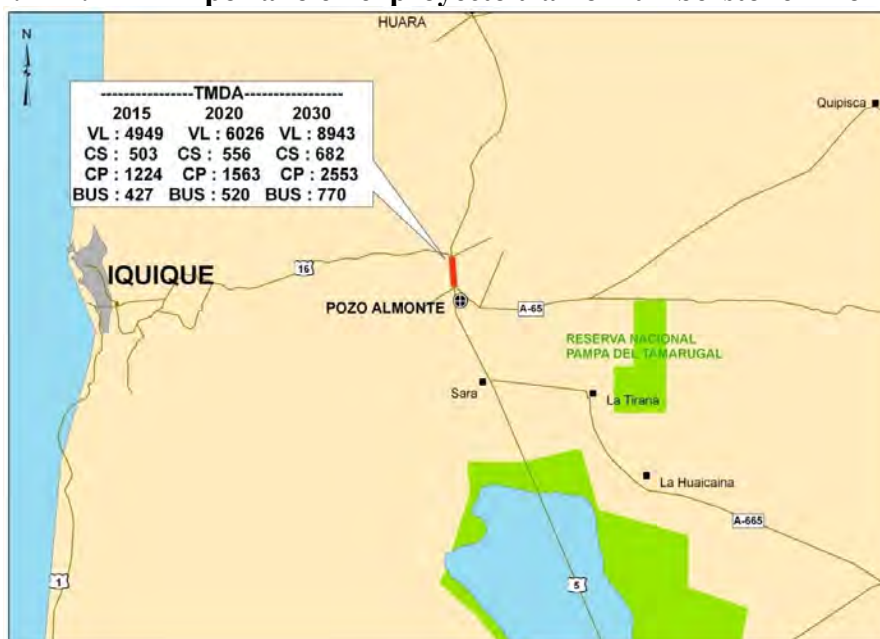 HUARA
N
-----------------TMDA-----------------
2015 2020 2030
VL : 4949 VL : 6026 VL : 8943
CS : 503 CS : 556 CS : 682
CP : 1224 CP : 1563 CP : 2553
BUS : 427 BUS : 520 BUS : 770
Quipisca
IQUIQUE
16
POZO ALMONTE
A-65
RESERVA NACIONAL
PAMPA DEL TAMARUGAL
Sara
La Tirana
La Huaicaina
A-665
1
5